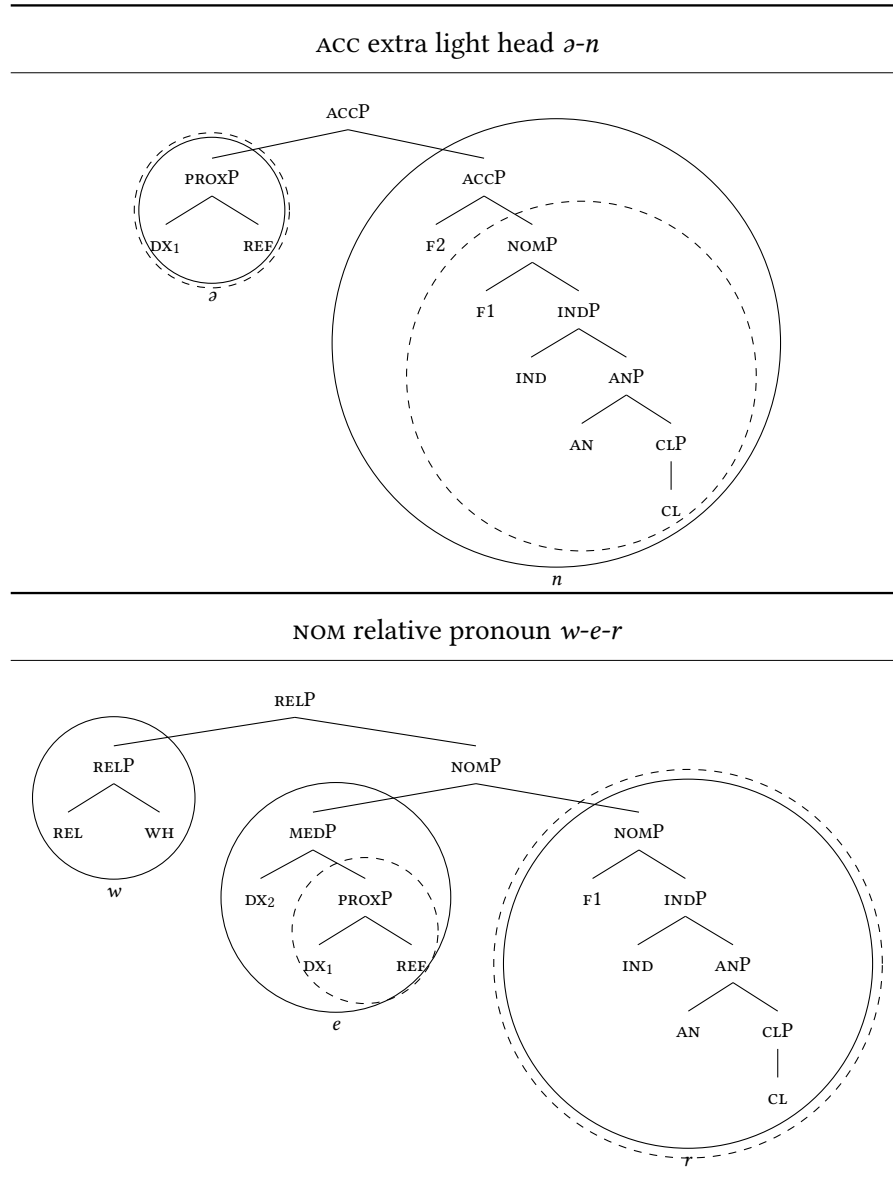 ACC extra light head ə-n
ACCP
PROXP ACCP
DX1 REF F2 NOMP
ə F1 INDP
IND ANP
AN CLP
CL
n
NOM relative pronoun w-e-r
RELP
RELP NOMP
REL WH MEDP NOMP
w DX2 PROXP F1 INDP
DX1 REF IND ANP
e AN CLP
CL
r